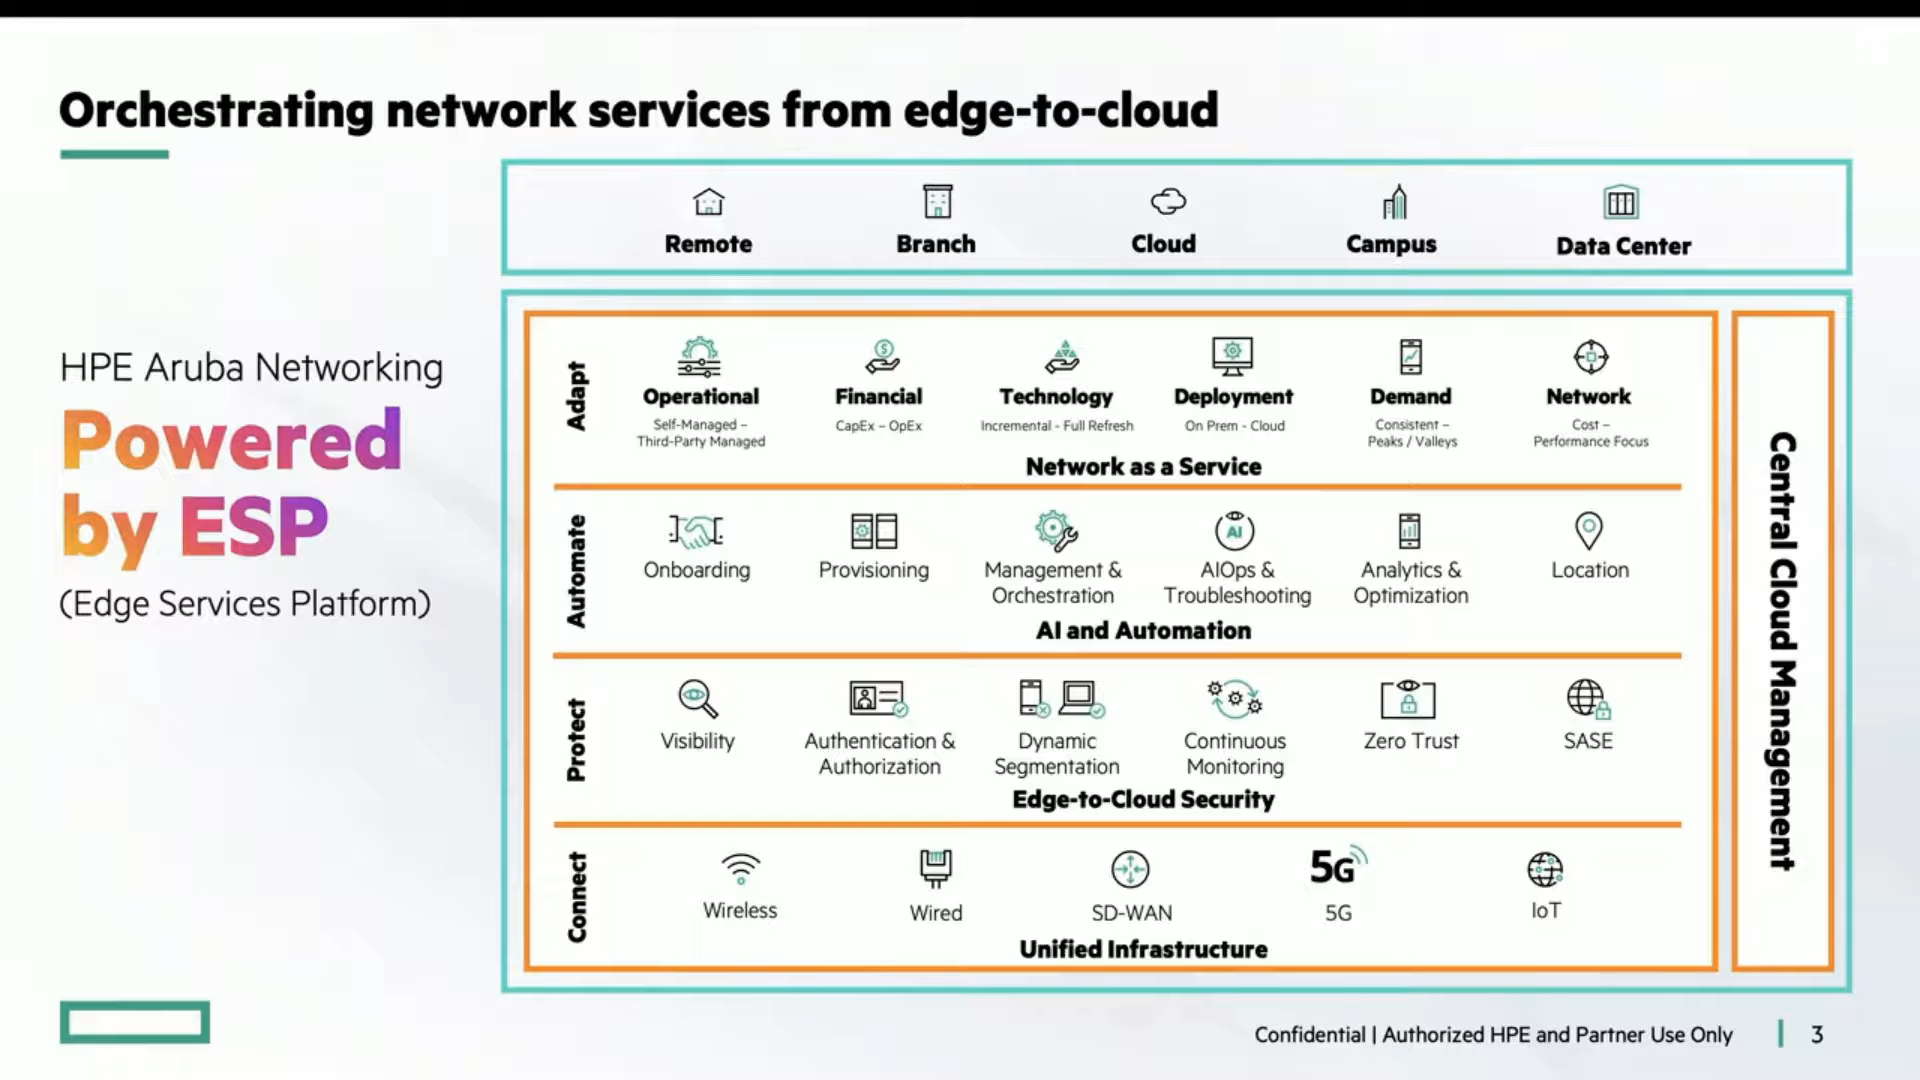 Orchestrating network services from edge-to-cloud
Remote
Branch
Cloud
Campus
Data Center
HPE Aruba Networking
Powered
by ESP
(Edge Services Platform)
Adapt
Operational
Self-Managed –
Third-Party Managed
Financial
CapEx – OpEx
Technology
Incremental - Full Refresh
Deployment
On Prem - Cloud
Demand
Consistent –
Peaks / Valleys
Network
Cost –
Performance Focus
Network as a Service
Automate
Onboarding
Provisioning
Management &
Orchestration
AI
AIOps &
Troubleshooting
Analytics &
Optimization
Location
AI and Automation
Protect
Visibility
Authentication &
Authorization
Dynamic
Segmentation
Continuous
Monitoring
Zero Trust
SASE
Edge-to-Cloud Security
Connect
Wireless
Wired
SD-WAN
5G
5G
IoT
Unified Infrastructure
Central Cloud Management
Confidential | Authorized HPE and Partner Use Only
3